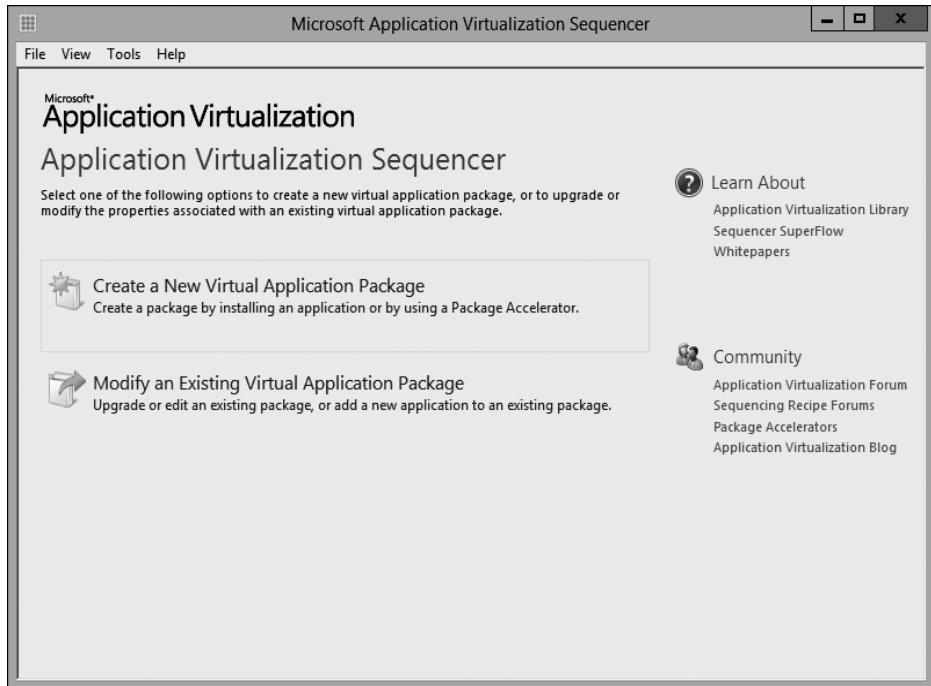 Microsoft Application Virtualization Sequencer
File View Tools Help
Microsoft®
Application Virtualization
Application Virtualization Sequencer
Select one of the following options to create a new virtual application package, or to upgrade or
modify the properties associated with an existing virtual application package.
Create a New Virtual Application Package
Create a package by installing an application or by using a Package Accelerator.
Modify an Existing Virtual Application Package
Upgrade or edit an existing package, or add a new application to an existing package.
Learn About
Application Virtualization Library
Sequencer SuperFlow
Whitepapers
Community
Application Virtualization Forum
Sequencing Recipe Forums
Package Accelerators
Application Virtualization Blog